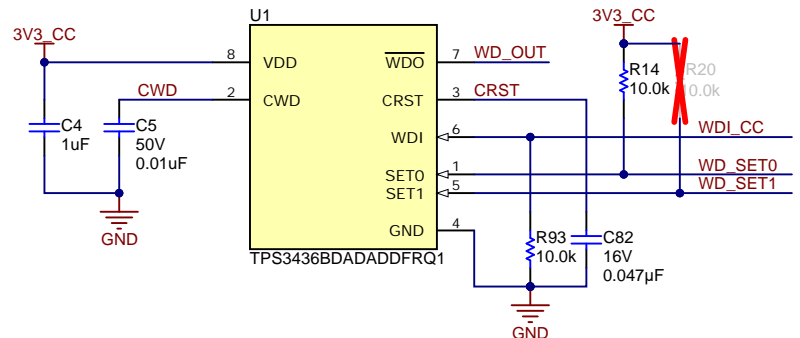 U1
3V3_CC
3V3_CC
8
VDD
WDO
7
WD_OUT
R14
10.0k
R20
10.0k
CWD
2
CWD
CRST
3
CRST
C4
1uF
C5
50V
0.01uF
WDI
6
WDI_CC
SET0
1
WD_SET0
SET1
5
WD_SET1
GND
4
GND
R93
10.0k
C82
16V
0.047µF
TPS3436BDADADDFRQ1
GND